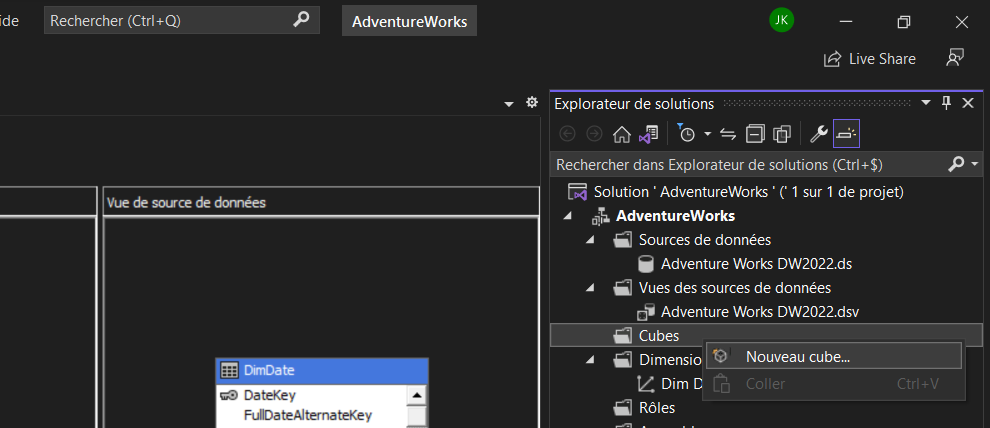 ide
Rechercher (Ctrl+Q)
AdventureWorks
JK
Live Share
Explorateur de solutions
Rechercher dans Explorateur de solutions (Ctrl+$)
Solution ' AdventureWorks ' (' 1 sur 1 de projet)
AdventureWorks
Sources de données
Adventure Works DW2022.ds
Vues des sources de données
Adventure Works DW2022.dsv
Cubes
Dimensio
Dim D
Rôles
Nouveau cube...
Coller Ctrl+V
Vue de source de données
DimDate
DateKey
FullDateAlternateKey